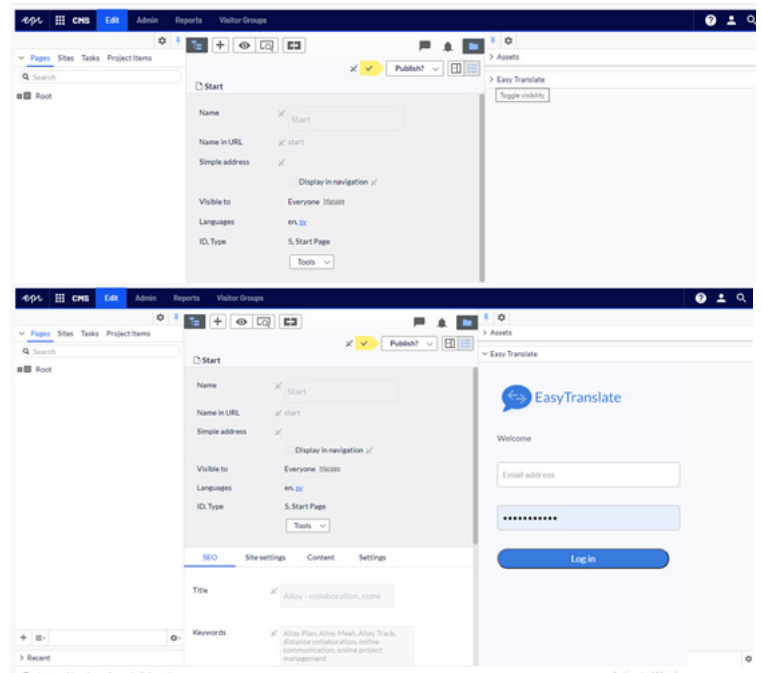 epi CMS Edit Admin Reports Visitor Groups
Pages Sites Tasks Project Items
Publish?
Assets
Search
Start
Easy Translate
Root
Toggle visibility
Name Start
Name in URL start
Simple address
Display in navigation
Visible to Everyone Manage
Languages en, sv
ID, Type 5, Start Page
Tools
epi CMS Edit Admin Reports Visitor Groups
Pages Sites Tasks Project Items
Publish?
Assets
Search
Start
Easy Translate
Root
Name Start
EasyTranslate
Name in URL start
Simple address
Welcome
Display in navigation
Visible to Everyone Manage
Email address
Languages en, sv
ID, Type 5, Start Page
Tools
SEO Site settings Content Settings
Log in
Title Alloy - collaboration, com
Keywords Alloy Plan, Alloy Meet, Alloy Track,
distance collaboration, online
communication, online project
management
Recent